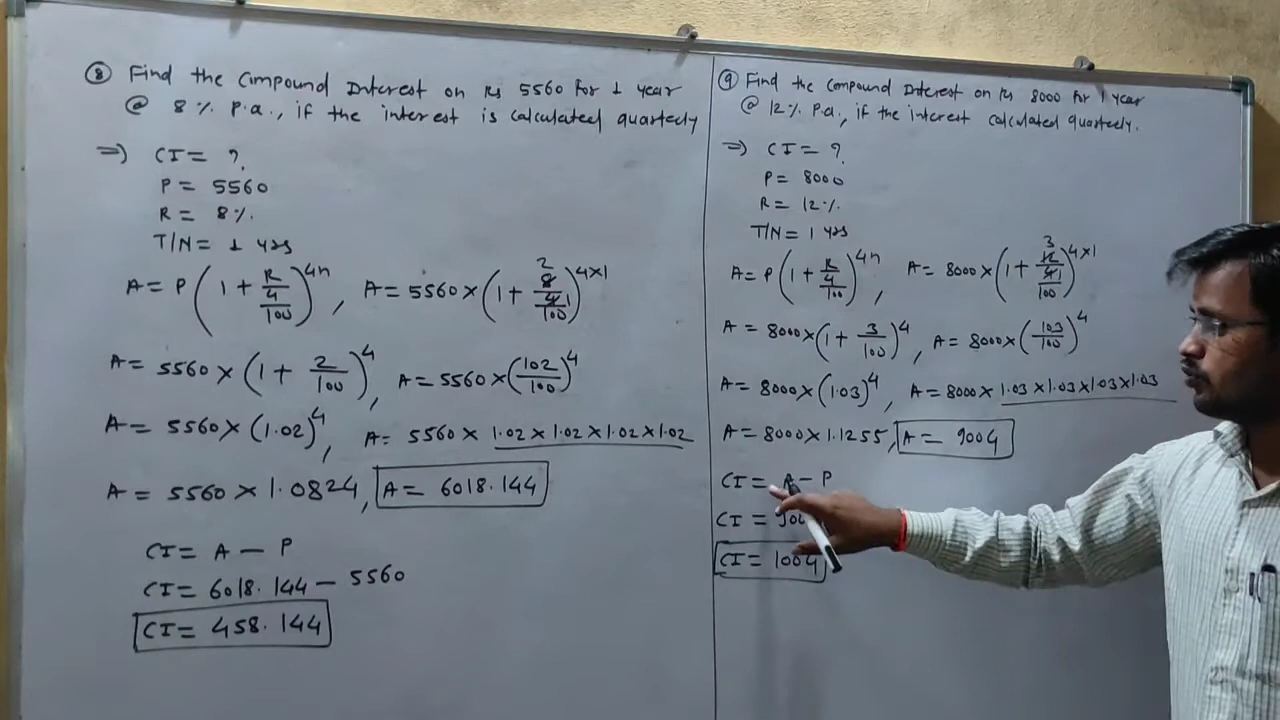 ⑧ Find the Compound Interest on Rs 5560 for 1 year
@ 8% p.a., if the interest is calculated quarterly
=) CI = ?
P = 5560
R = 8%
T/N = 1 yrs
A = P (1 + R/4/100)^4n, A = 5560 × (1 + 8/4/100)^4×1 2 1
A = 5560 × (1 + 2/100)^4, A = 5560 × (102/100)^4
A = 5560 × (1.02)^4, A = 5560 × 1.02 × 1.02 × 1.02 × 1.02
A = 5560 × 1.0824, A = 6018.144
CI = A - P
CI = 6018.144 - 5560
CI = 458.144
⑨ Find the Compound Interest on Rs 8000 for 1 year
@ 12% p.a., if the interest calculated quarterly.
=) CI = ?
P = 8000
R = 12%
T/N = 1 yrs
A = P (1 + R/4/100)^4n, A = 8000 × (1 + 12/4/100)^4×1 3 1
A = 8000 × (1 + 3/100)^4, A = 8000 × (103/100)^4
A = 8000 × (1.03)^4, A = 8000 × 1.03 × 1.03 × 1.03 × 1.03
A = 8000 × 1.1255, A = 9004
CI = A - P
CI =
CI = 1004